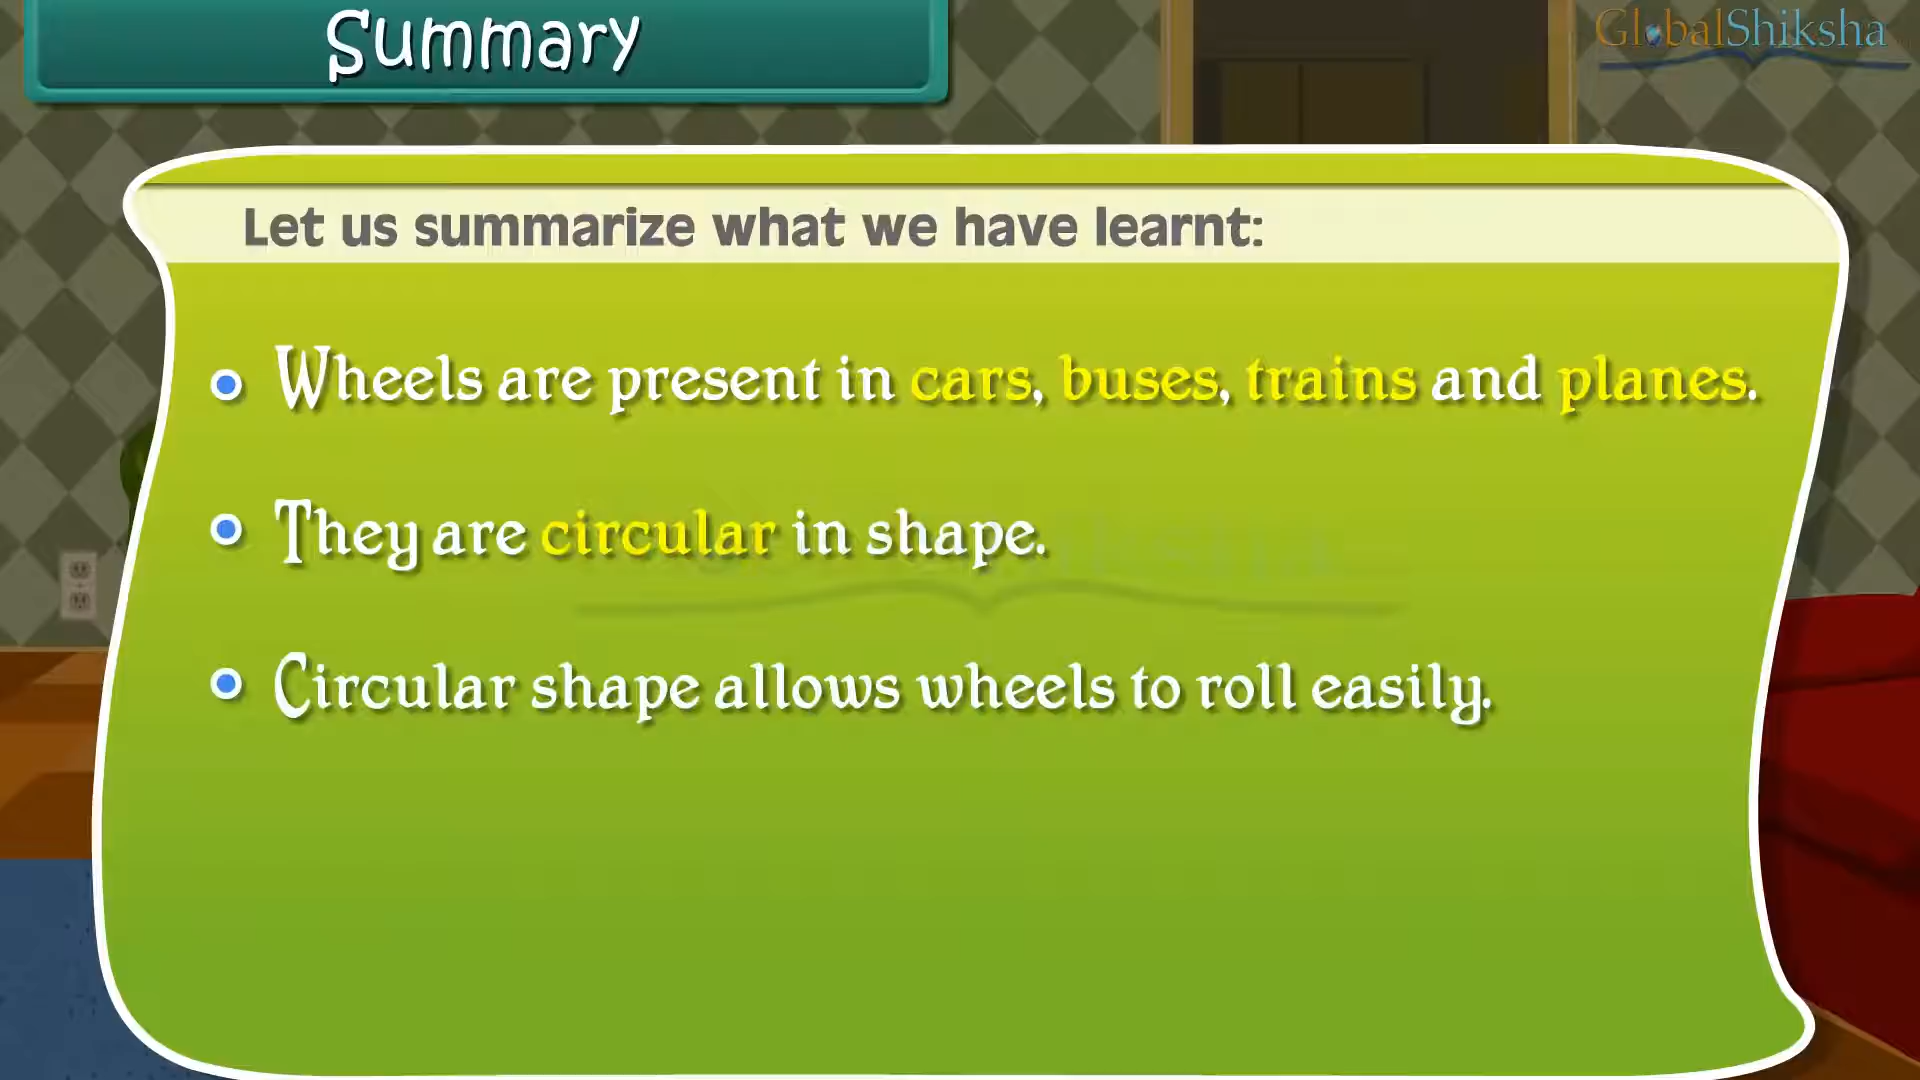 Summary
GlobalShiksha
Let us summarize what we have learnt:
Wheels are present in cars, buses, trains and planes.
They are circular in shape.
Circular shape allows wheels to roll easily.